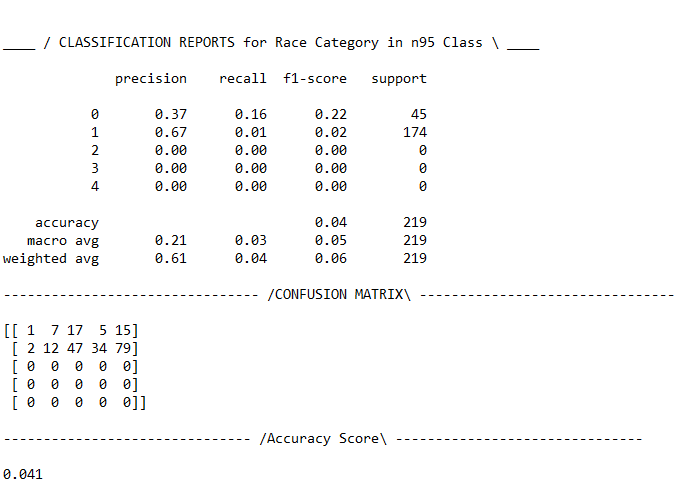 ____ / CLASSIFICATION REPORTS for Race Category in n95 Class \ ____
precision recall f1-score support
0 0.37 0.16 0.22 45
1 0.67 0.01 0.02 174
2 0.00 0.00 0.00 0
3 0.00 0.00 0.00 0
4 0.00 0.00 0.00 0
accuracy 0.04 219
macro avg 0.21 0.03 0.05 219
weighted avg 0.61 0.04 0.06 219
-------------------------------- /CONFUSION MATRIX\ --------------------------------
[[ 1 7 17 5 15]
[ 2 12 47 34 79]
[ 0 0 0 0 0]
[ 0 0 0 0 0]
[ 0 0 0 0 0]]
------------------------------- /Accuracy Score\ -------------------------------
0.041